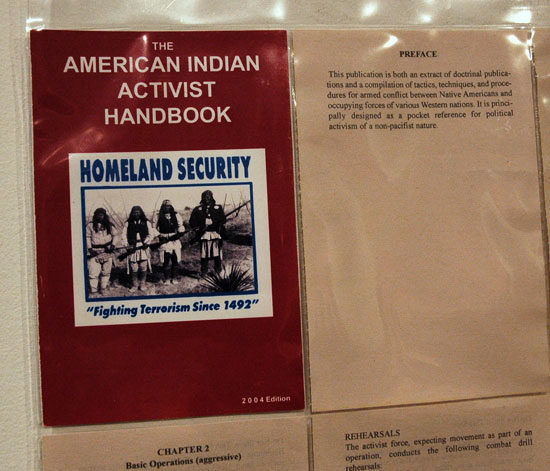 THE
AMERICAN INDIAN
ACTIVIST
HANDBOOK
HOMELAND SECURITY
"Fighting Terrorism Since 1492"
2004 Edition
PREFACE
This publication is both an extract of doctrinal publica-
tions and a compilation of tactics, techniques, and proce-
dures for armed conflict between Native Americans and
occupying forces of various Western nations. It is princi-
pally designed as a pocket reference for political
activism of a non-pacifist nature.
CHAPTER 2
Basic Operations (aggressive)
REHEARSALS
The activist force, expecting movement as part of an
operation, conducts the following combat drill
rehearsals: